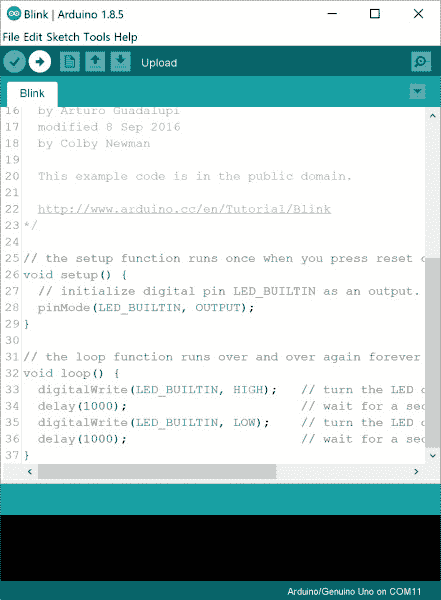 Blink | Arduino 1.8.5
File Edit Sketch Tools Help
Upload
Blink
16   by Arturo Guadalupi
17   modified 8 Sep 2016
18   by Colby Newman
19
20   This example code is in the public domain.
21
22   http://www.arduino.cc/en/Tutorial/Blink
23 */
24
25 // the setup function runs once when you press reset
26 void setup() {
27   // initialize digital pin LED_BUILTIN as an output.
28   pinMode(LED_BUILTIN, OUTPUT);
29 }
30
31 // the loop function runs over and over again forever
32 void loop() {
33   digitalWrite(LED_BUILTIN, HIGH);   // turn the LED
34   delay(1000);                       // wait for a
35   digitalWrite(LED_BUILTIN, LOW);    // turn the LED
36   delay(1000);                       // wait for a
37 }
Arduino/Genuino Uno on COM11